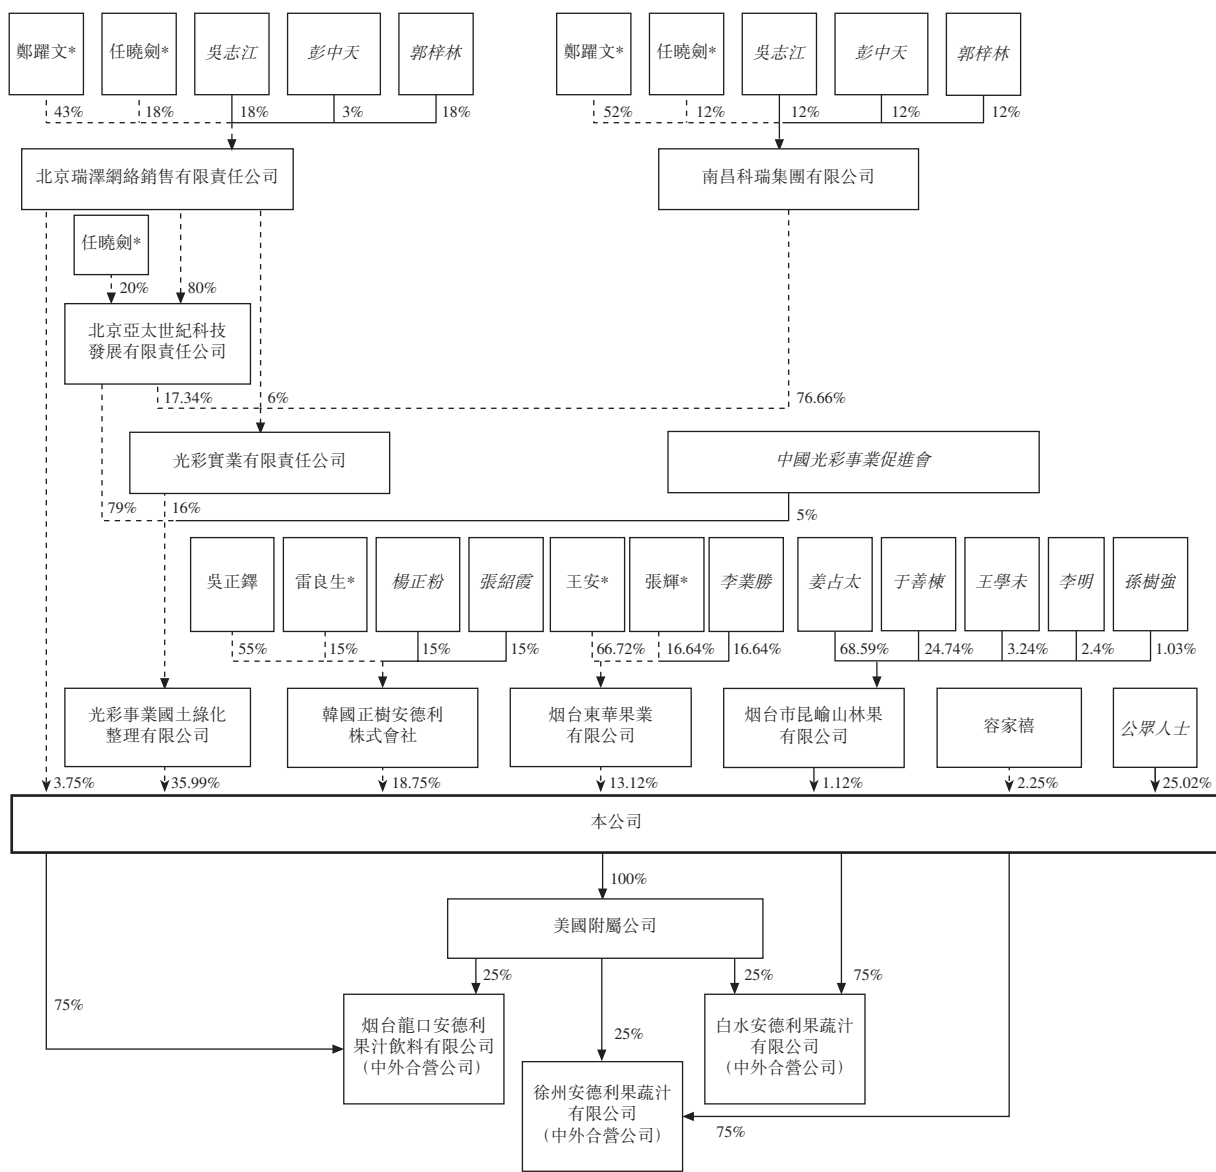 鄭躍文*
任曉劍*
吳志江
彭中天
郭梓林
鄭躍文*
任曉劍*
吳志江
彭中天
郭梓林
43%
18%
18%
3%
18%
52%
12%
12%
12%
12%
北京瑞澤網絡銷售有限責任公司
南昌科瑞集團有限公司
任曉劍*
20%
80%
北京亞太世紀科技
發展有限責任公司
17.34%
6%
76.66%
光彩實業有限責任公司
中國光彩事業促進會
79%
16%
5%
吳正鐸
雷良生*
楊正粉
張紹霞
王安*
張輝*
李業勝
姜占太
于善棟
王學未
李明
孫樹強
55%
15%
15%
15%
66.72%
16.64%
16.64%
68.59%
24.74%
3.24%
2.4%
1.03%
光彩事業國土綠化
整理有限公司
韓國正樹安德利
株式會社
烟台東華果業
有限公司
烟台市昆嵛山林果
有限公司
容家禧
公眾人士
3.75%
35.99%
18.75%
13.12%
1.12%
2.25%
25.02%
本公司
100%
美國附屬公司
25%
25%
75%
75%
25%
烟台龍口安德利
果汁飲料有限公司
(中外合營公司)
白水安德利果蔬汁
有限公司
(中外合營公司)
徐州安德利果蔬汁
有限公司
(中外合營公司)
75%